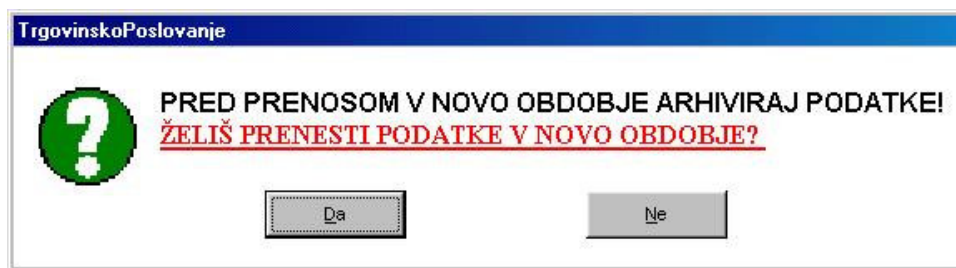 TrgovinskoPoslovanje
PRED PRENOSOM V NOVO OBDOBJE ARHIVIRAJ PODATKE!
ŽELIŠ PRENESTI PODATKE V NOVO OBDOBJE?
Da
Ne